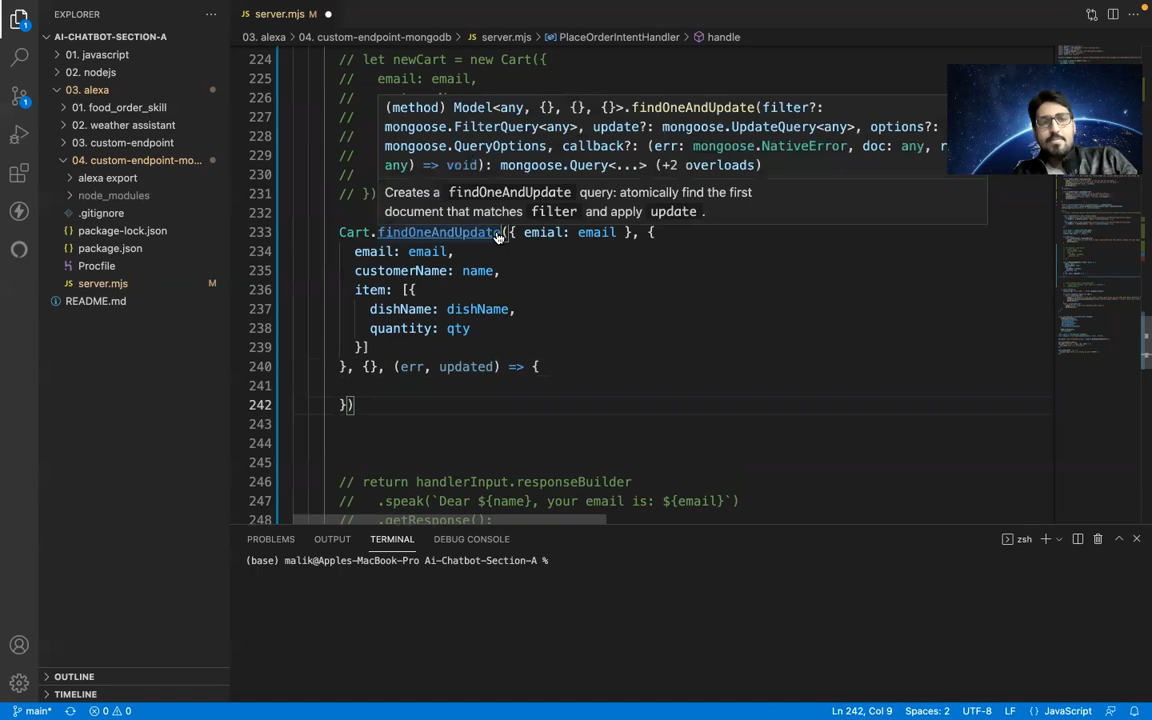 EXPLORER
···
server.mjs M
AI-CHATBOT-SECTION-A
03. alexa > 04. custom-endpoint-mongodb > server.mjs > PlaceOrderIntentHandler > handle
01. javascript
02. nodejs
03. alexa
01. food_order_skill
02. weather assistant
03. custom-endpoint
04. custom-endpoint-mo...
alexa export
node_modules
.gitignore
package-lock.json
package.json
Procfile
server.mjs M
README.md
OUTLINE
TIMELINE
224 // let newCart = new Cart({
225 // email: email,
226 //
227 //
228 //
229 //
230 //
231 // })
(method) Model<any, {}, {}, {}>.findOneAndUpdate(filter?:
mongoose.FilterQuery<any>, update?: mongoose.UpdateQuery<any>, options?:
mongoose.QueryOptions, callback?: (err: mongoose.NativeError, doc: any, r
any) => void): mongoose.Query<...> (+2 overloads)
Creates a findOneAndUpdate query: atomically find the first
document that matches filter and apply update .
232
233 Cart.findOneAndUpdate({ emial: email }, {
234 email: email,
235 customerName: name,
236 item: [{
237 dishName: dishName,
238 quantity: qty
239 }]
240 }, {}, (err, updated) => {
241
242 })
243
244
245
246 // return handlerInput.responseBuilder
247 // .speak(`Dear ${name}, your email is: ${email}`)
248 // .getResponse();
PROBLEMS OUTPUT TERMINAL DEBUG CONSOLE
zsh
(base) malik@Apples-MacBook-Pro Ai-Chatbot-Section-A %
main* 0 0
Ln 242, Col 9 Spaces: 2 UTF-8 LF {} JavaScript